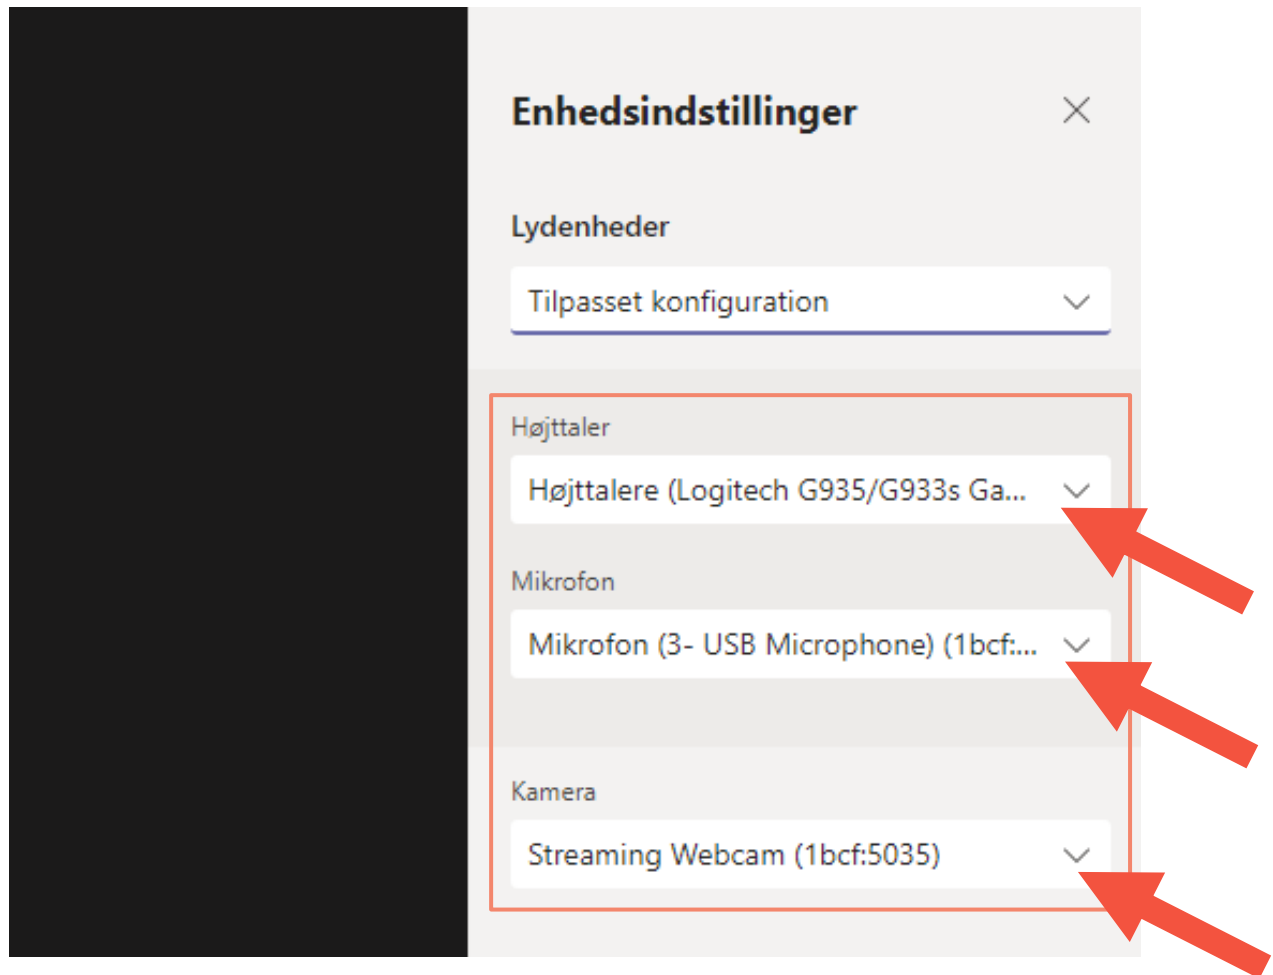 Enhedsindstillinger
Lydenheder
Tilpasset konfiguration
Højttaler
Højttalere (Logitech G935/G933s Ga...
Mikrofon
Mikrofon (3- USB Microphone) (1bcf:...
Kamera
Streaming Webcam (1bcf:5035)